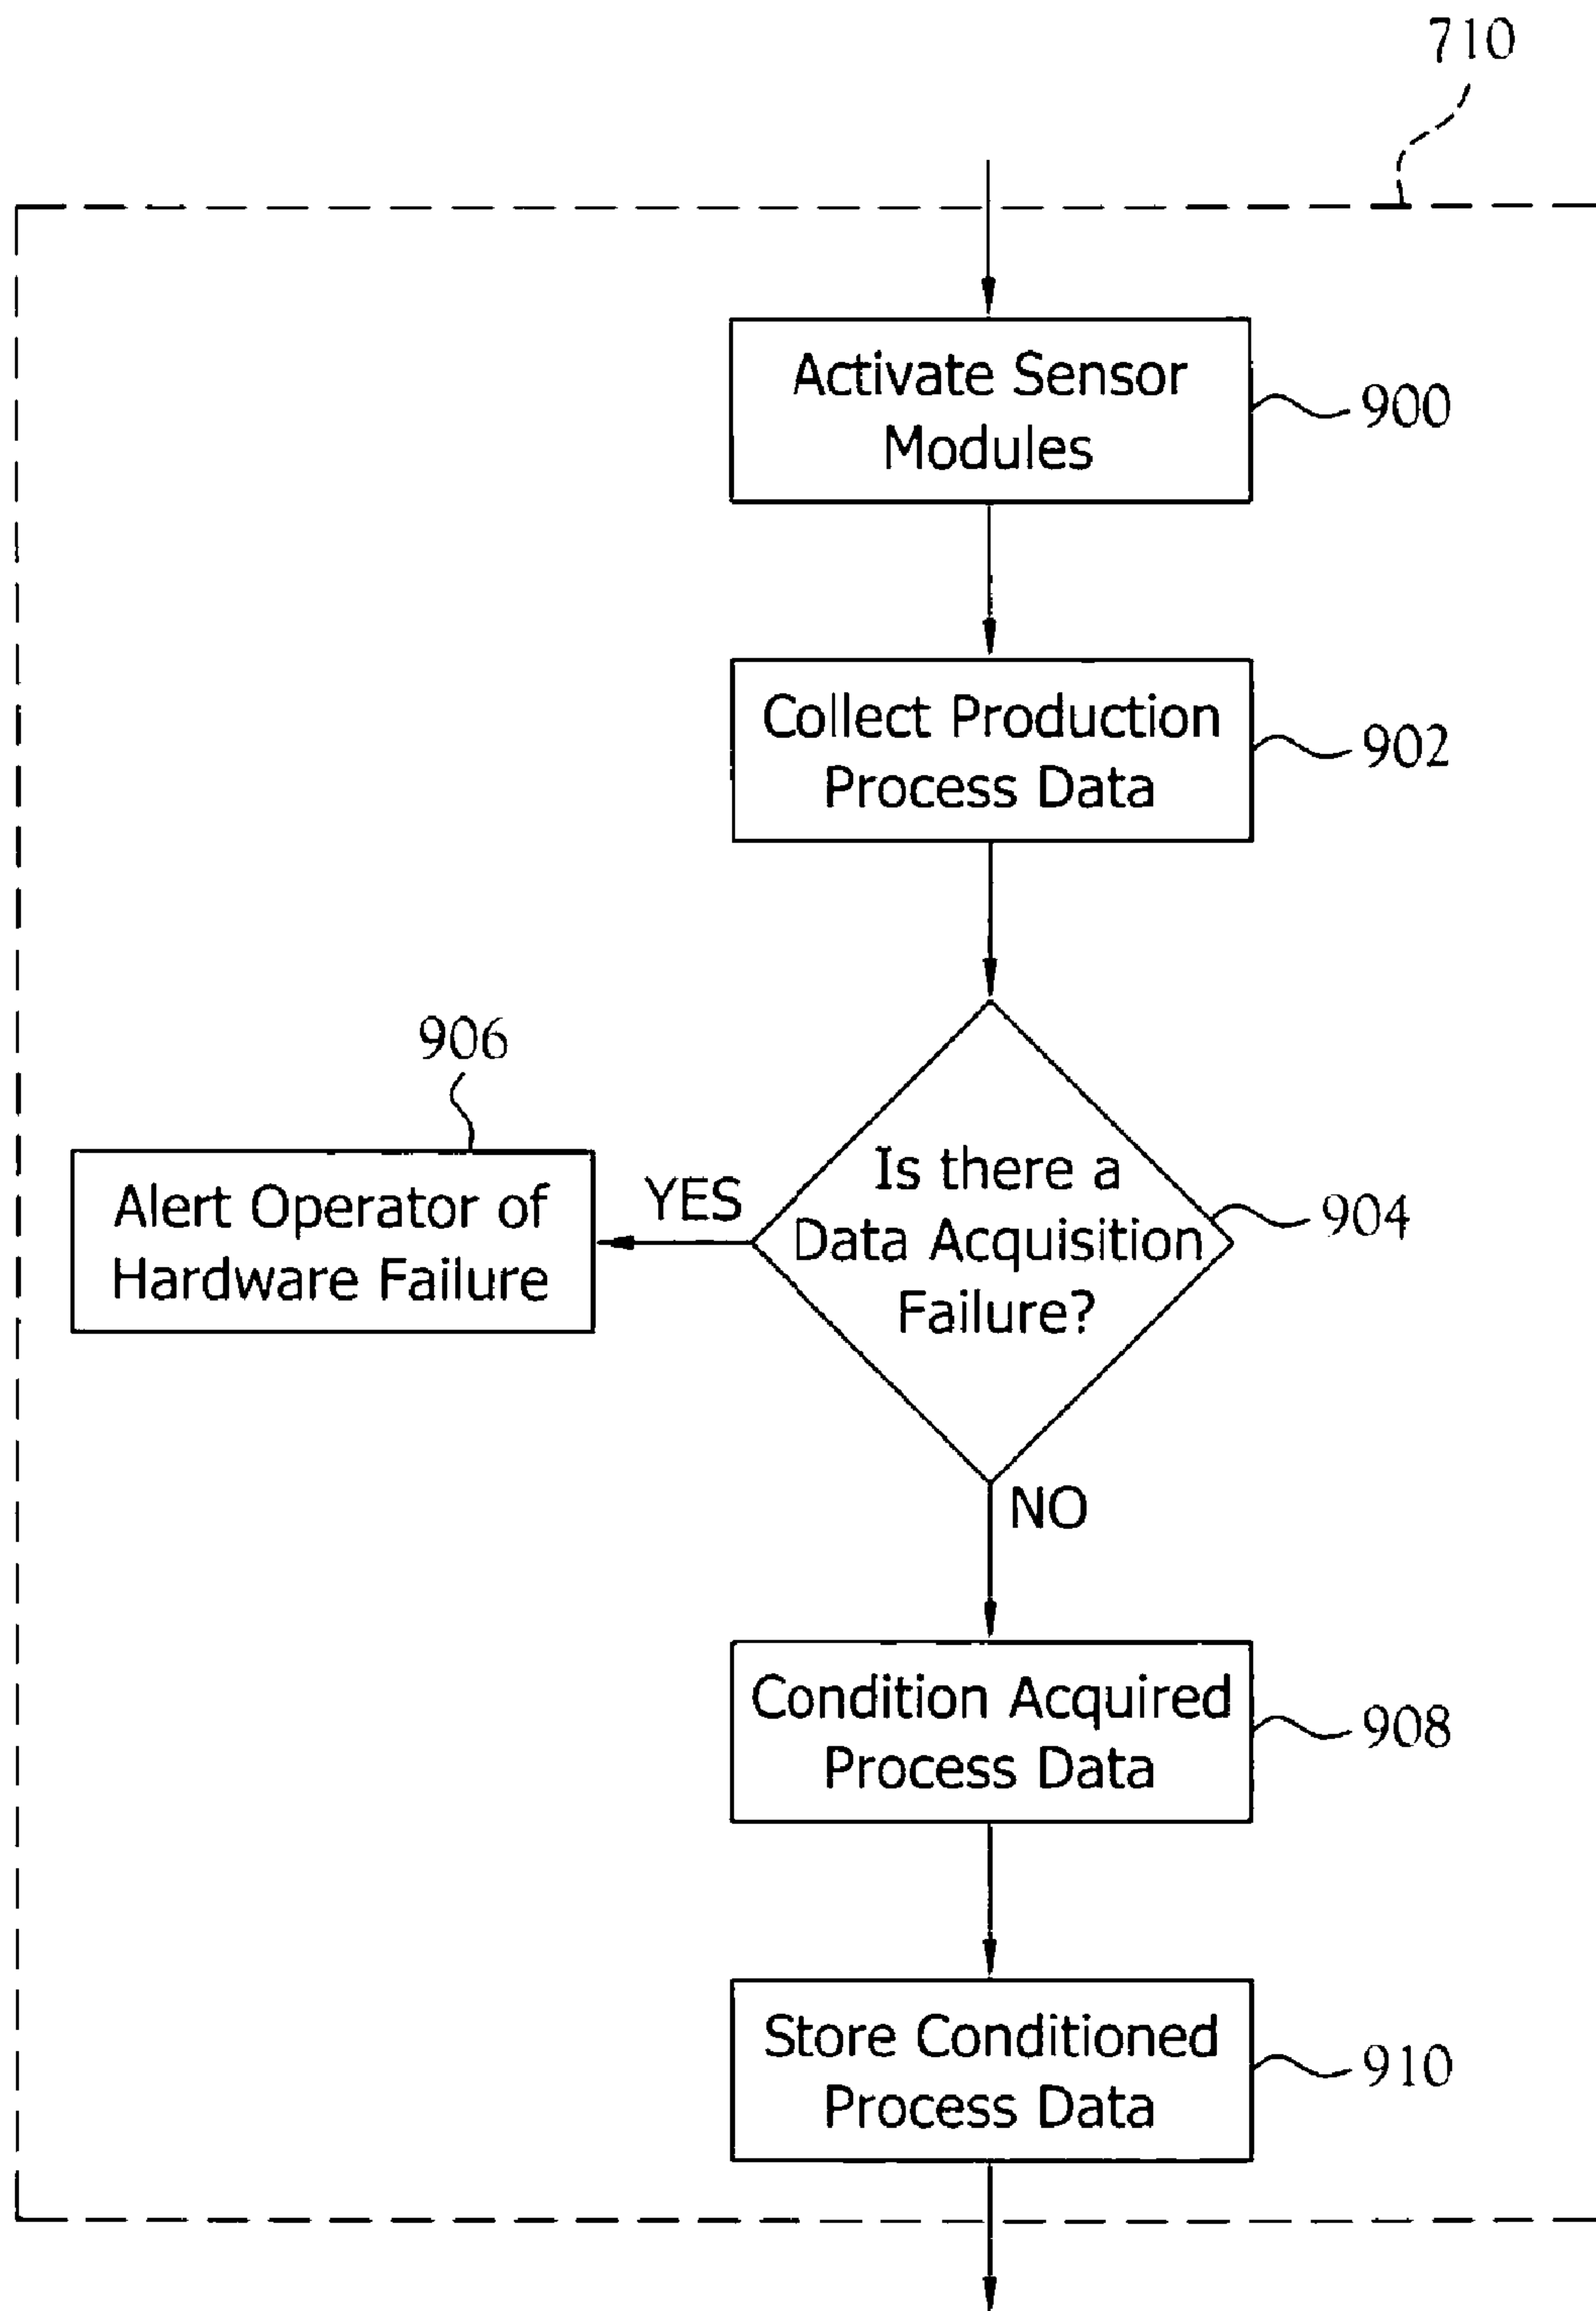 710
Activate Sensor
Modules
900
Collect Production
Process Data
902
906
Alert Operator of
Hardware Failure
YES
Is there a
Data Acquisition
Failure?
904
NO
Condition Acquired
Process Data
908
Store Conditioned
Process Data
910